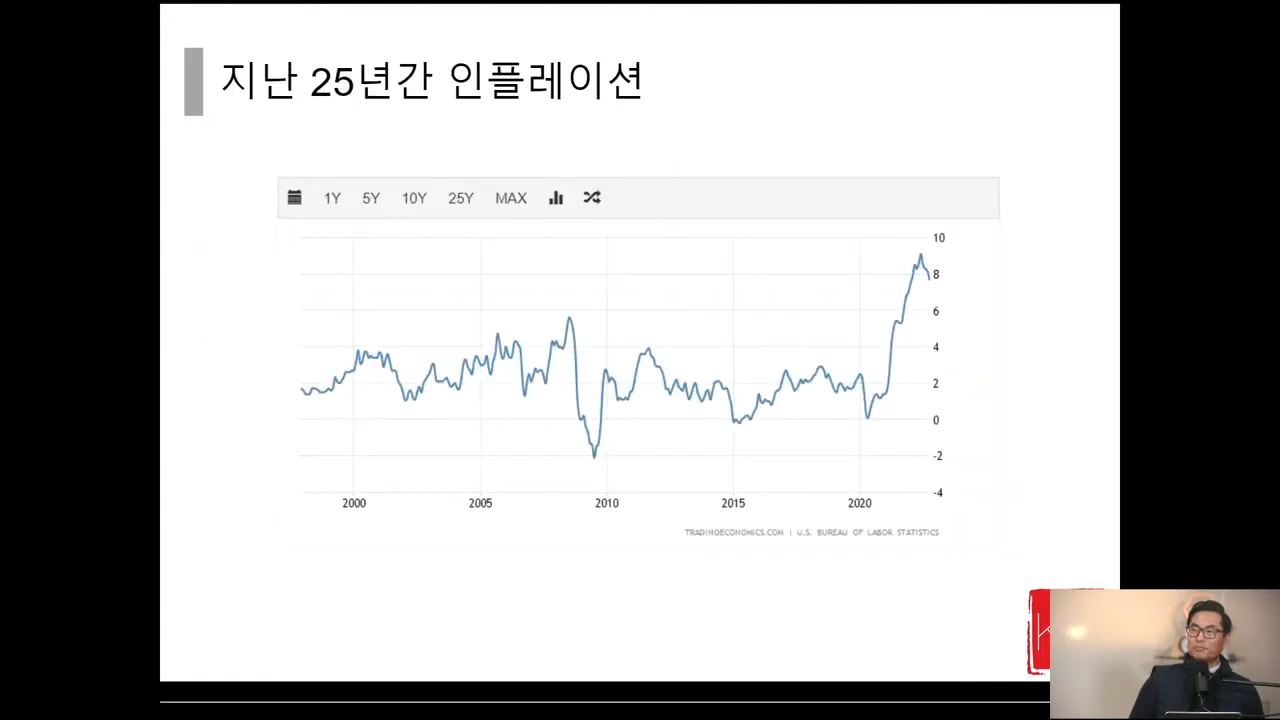 지난 25년간 인플레이션
1Y 5Y 10Y 25Y MAX
10
8
6
4
2
0
-2
-4
2000 2005 2010 2015 2020
TRADINGECONOMICS.COM | U.S. BUREAU OF LABOR STATISTICS